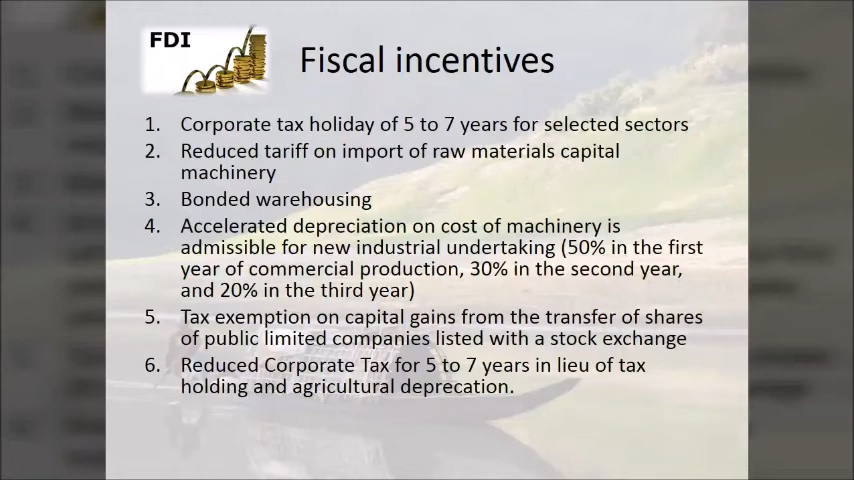 FDI
Fiscal incentives
1. Corporate tax holiday of 5 to 7 years for selected sectors
2. Reduced tariff on import of raw materials capital
machinery
3. Bonded warehousing
4. Accelerated depreciation on cost of machinery is
admissible for new industrial undertaking (50% in the first
year of commercial production, 30% in the second year,
and 20% in the third year)
5. Tax exemption on capital gains from the transfer of shares
of public limited companies listed with a stock exchange
6. Reduced Corporate Tax for 5 to 7 years in lieu of tax
holding and agricultural deprecation.